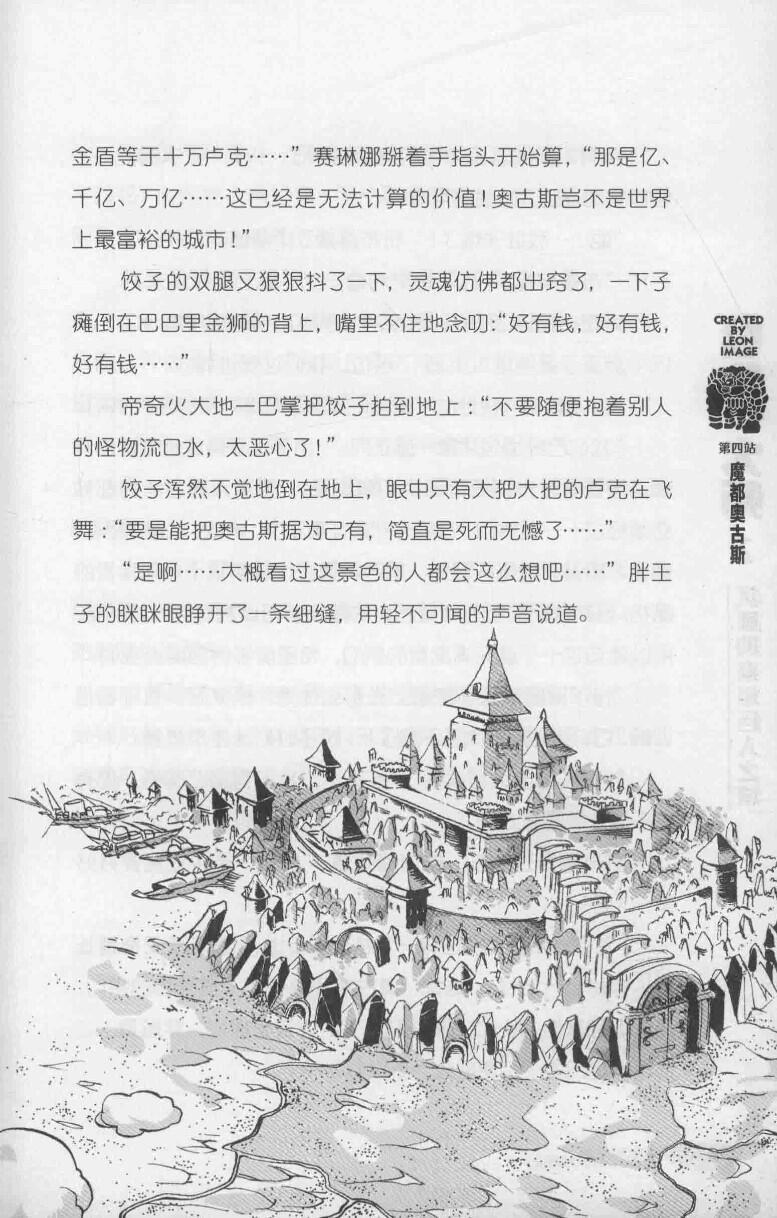 金盾等于十万卢克……”赛琳娜掰着手指头开始算，“那是亿、
千亿、万亿……这已经是无法计算的价值！奥古斯岂不是世界
上最富裕的城市！”
饺子的双腿又狠狠抖了一下，灵魂仿佛都出窍了，一下子
瘫倒在巴巴里金狮的背上，嘴里不住地念叨：“好有钱，好有钱，
好有钱……”
帝奇火大地一巴掌把饺子拍到地上：“不要随便抱着别人
的怪物流口水，太恶心了！”
饺子浑然不觉地倒在地上，眼中只有大把大把的卢克在飞
舞：“要是能把奥古斯据为己有，简直是死而无憾了……”
“是啊……大概看过这景色的人都会这么想吧……”胖王
子的眯眯眼睁开了一条细缝，用轻不可闻的声音说道。
CREATED
BY
LEON
IMAGE
第四站
魔都奥古斯